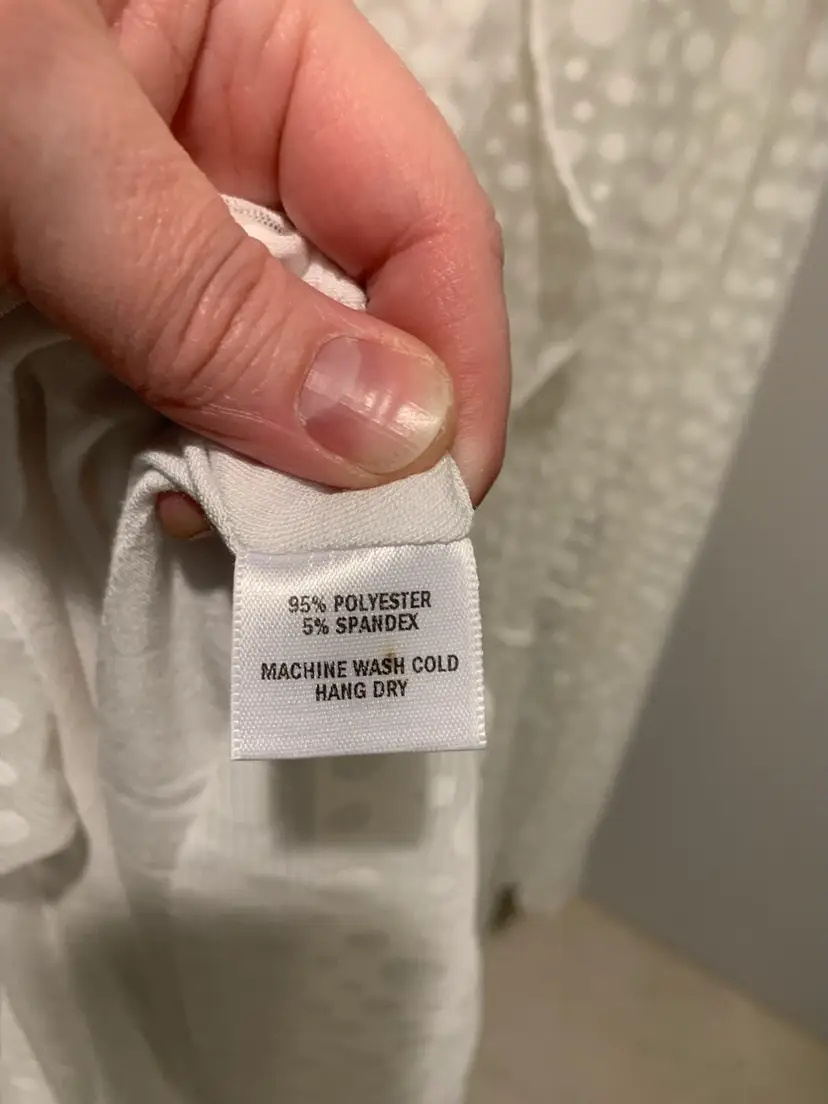 95% POLYESTER
5% SPANDEX
MACHINE WASH COLD
HANG DRY